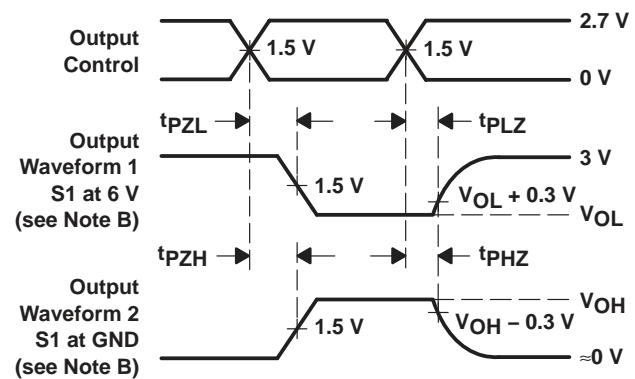 2.7 V
Output
Control
1.5 V
1.5 V
0 V
tPZL
tPLZ
Output
Waveform 1
S1 at 6 V
(see Note B)
3 V
1.5 V
VOL + 0.3 V
VOL
tPZH
tPHZ
Output
Waveform 2
S1 at GND
(see Note B)
VOH
1.5 V
VOH − 0.3 V
≈0 V